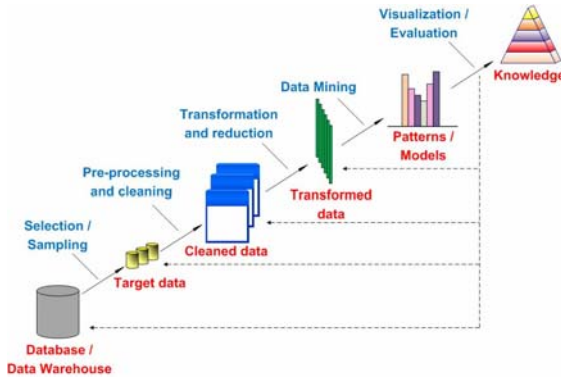 Visualization /
Evaluation
Knowledge
Data Mining
Patterns /
Models
Transformation
and reduction
Transformed
data
Pre-processing
and cleaning
Cleaned data
Selection /
Sampling
Target data
Database /
Data Warehouse